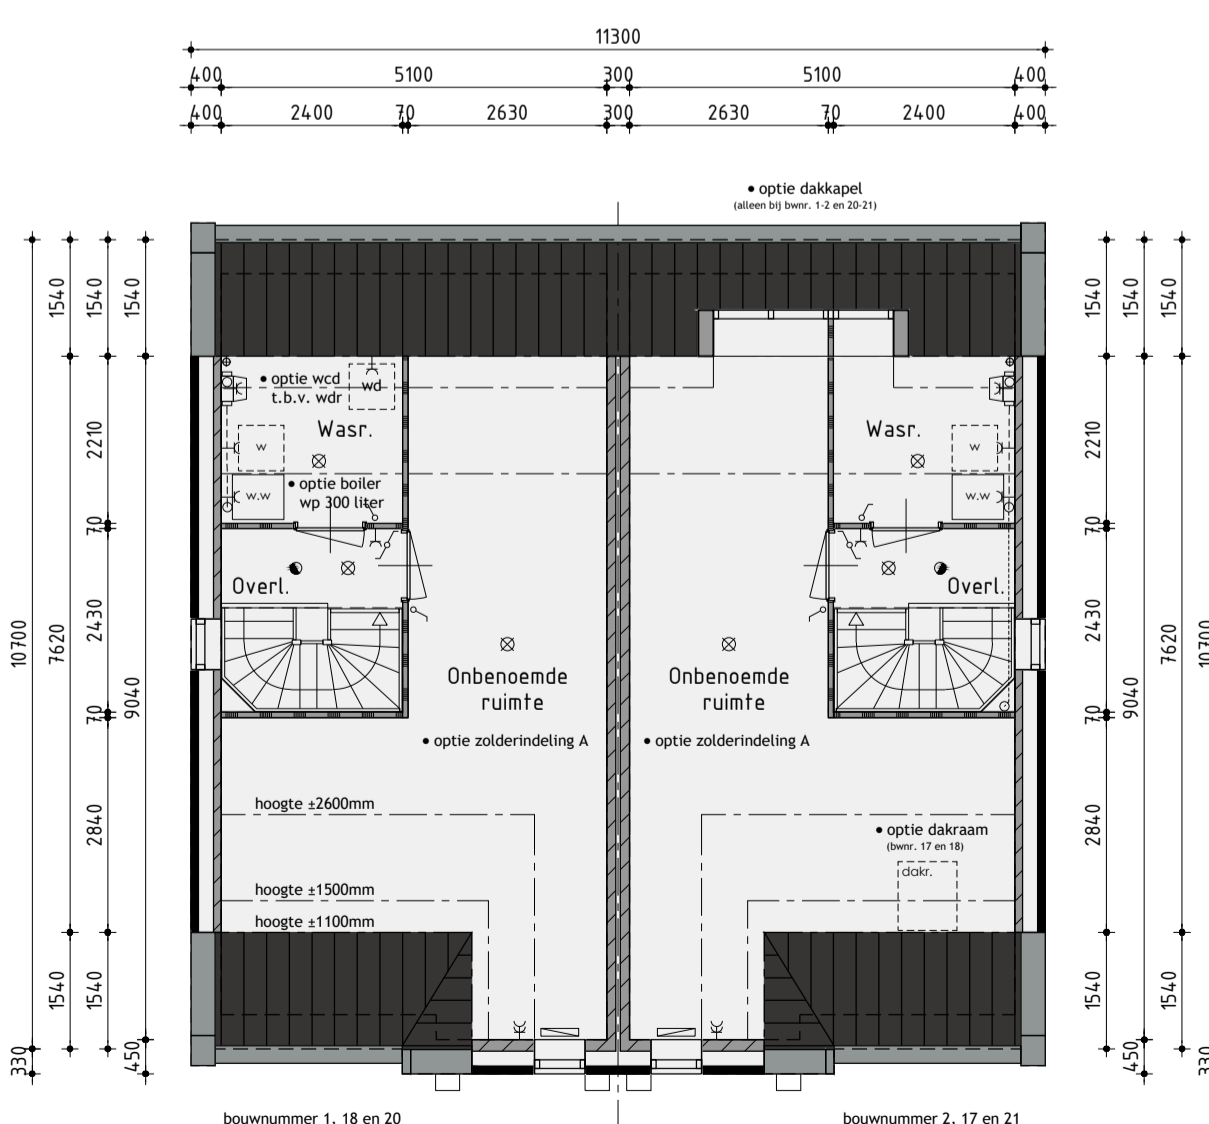 11300
400 5100 300 5100 400
400 2400 70 2630 300 2630 70 2400 400
• optie dakkapel
(alleen bij bwnr. 1-2 en 20-21)
1540 1540 1540
1540 1540 1540
• optie wcd
t.b.v. wdr
wd
Wasr.
Wasr.
w
w
• optie boiler
wp 300 liter
w.w
w.w
2210
2210
70
70
Overl.
Overl.
2430
2430
10700
7620
9040
9040
7620
10700
Onbenoemde
ruimte
Onbenoemde
ruimte
70
70
• optie zolderindeling A
• optie zolderindeling A
hoogte ±2600mm
2840
2840
• optie dakraam
(bwnr. 17 en 18)
dakr.
hoogte ±1500mm
hoogte ±1100mm
1540 1540
1540 1540
330
450
450
330
bouwnummer 1, 18 en 20
bouwnummer 2, 17 en 21